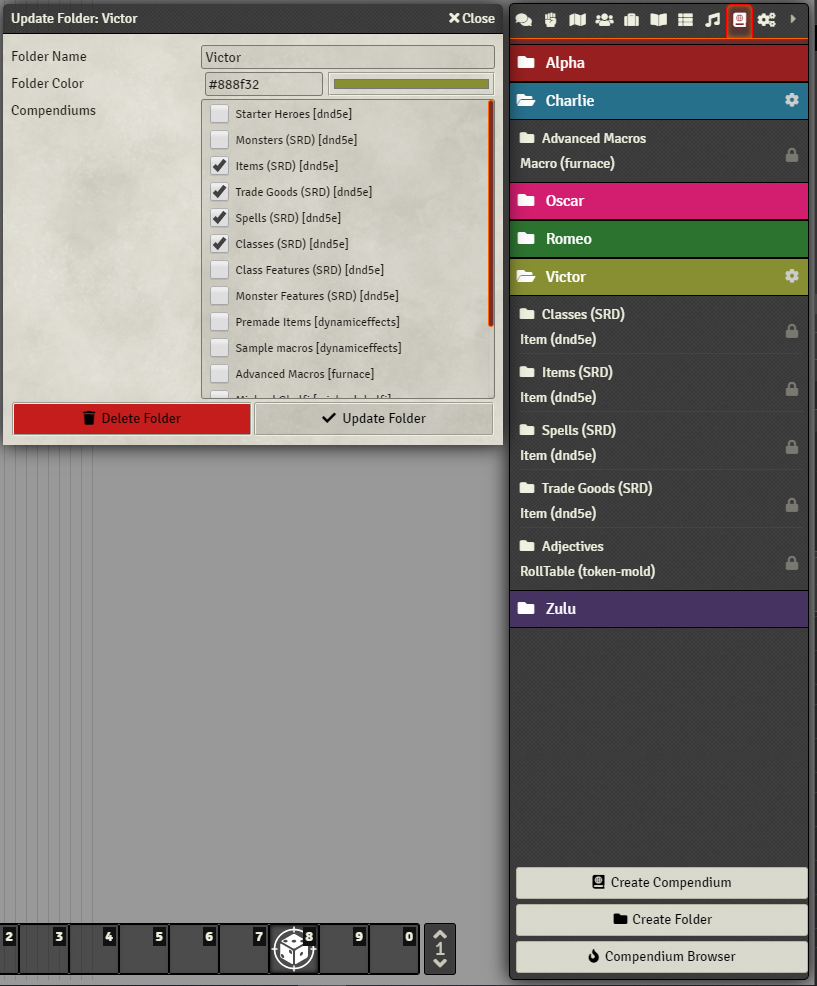 Update Folder: Victor
Close
Folder Name
Victor
Folder Color
#888f32
Compendiums
Starter Heroes [dnd5e]
Monsters (SRD) [dnd5e]
Items (SRD) [dnd5e]
Trade Goods (SRD) [dnd5e]
Spells (SRD) [dnd5e]
Classes (SRD) [dnd5e]
Class Features (SRD) [dnd5e]
Monster Features (SRD) [dnd5e]
Premade Items [dynamiceffects]
Sample macros [dynamiceffects]
Advanced Macros [furnace]
Delete Folder
Update Folder
Alpha
Charlie
Advanced Macros
Macro (furnace)
Oscar
Romeo
Victor
Classes (SRD)
Item (dnd5e)
Items (SRD)
Item (dnd5e)
Spells (SRD)
Item (dnd5e)
Trade Goods (SRD)
Item (dnd5e)
Adjectives
RollTable (token-mold)
Zulu
Create Compendium
Create Folder
Compendium Browser
2 3 4 5 6 7 8 9 0
1